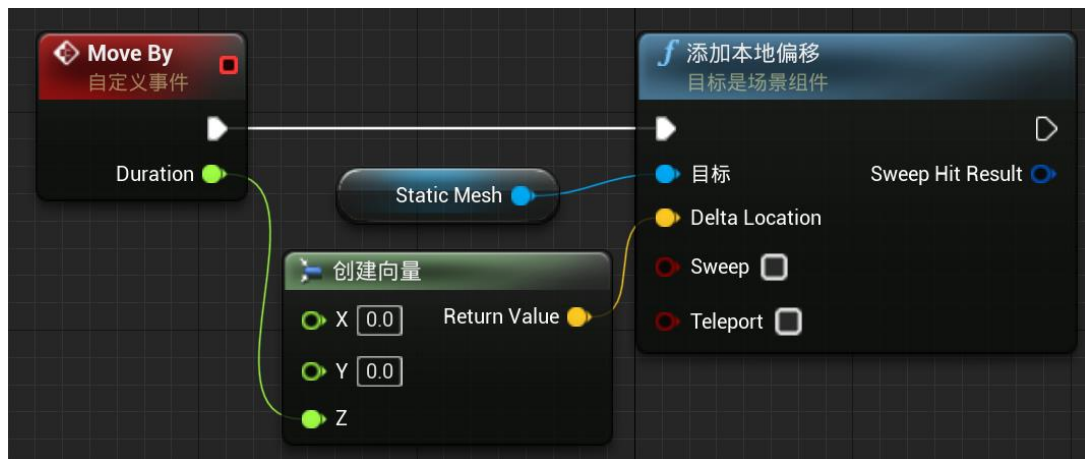 Move By
自定义事件
Duration
Static Mesh
创建向量
X 0.0
Return Value
Y 0.0
Z
添加本地偏移
目标是场景组件
目标
Sweep Hit Result
Delta Location
Sweep
Teleport